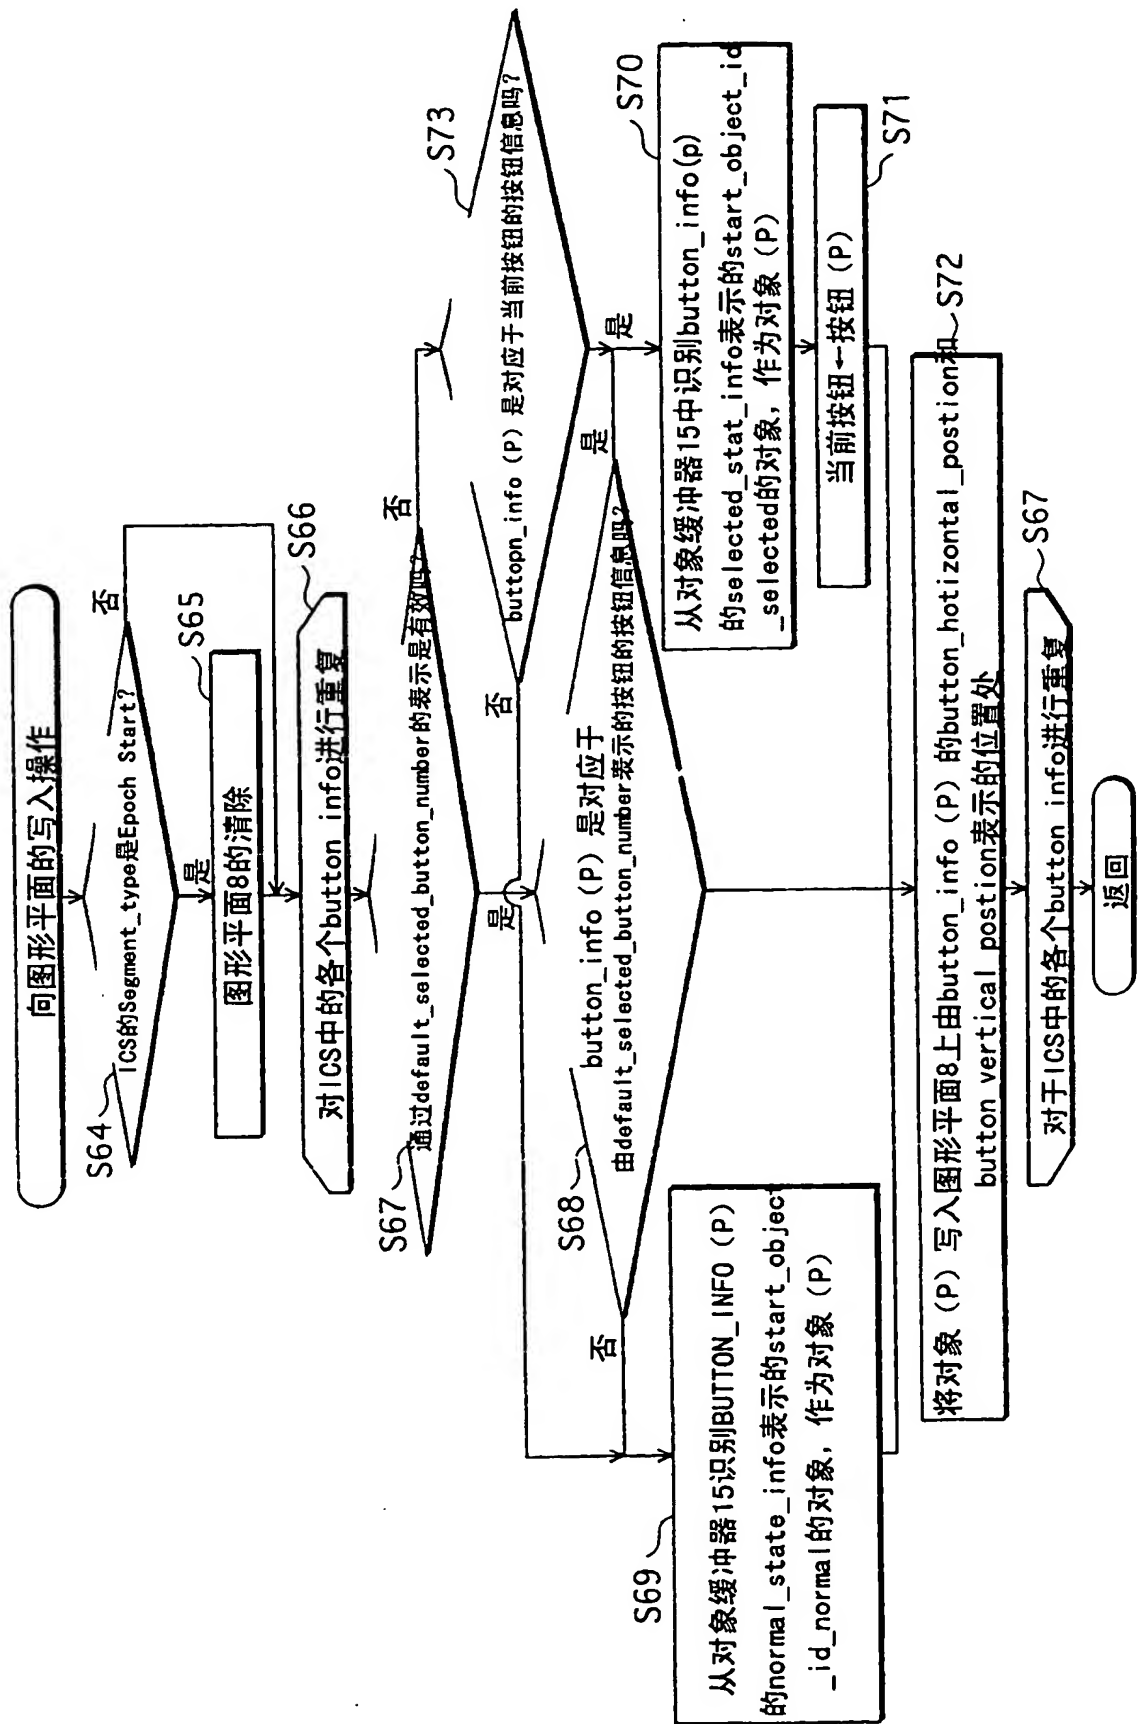 向图形平面的写入操作
S64
ICS的Segment_type是Epoch Start?
否
是
S65
图形平面8的清除
S66
对ICS中的各个button info进行重复
S67
通过default_selected_button_number的表示是有效吗?
否
是
S73
buttopn_info (P) 是对应于当前按钮的按钮信息吗?
否
是
S68
button_info (P) 是对应于
由default_selected_button_number表示的按钮的按钮信息吗?
是
否
S70
从对象缓冲器15中识别button_info(p)
的selected_stat_info表示的start_object_id
_selected的对象, 作为对象 (P)
S71
当前按钮←按钮 (P)
S69
从对象缓冲器15识别BUTTON_INFO (P)
的normal_state_info表示的start_object
_id_normal的对象, 作为对象 (P)
S72
将对象 (P) 写入图形平面8上由button_info (P) 的button_hotizontal_postion和
button vertical postion表示的位置处
S67
对于ICS中的各个button info进行重复
返回